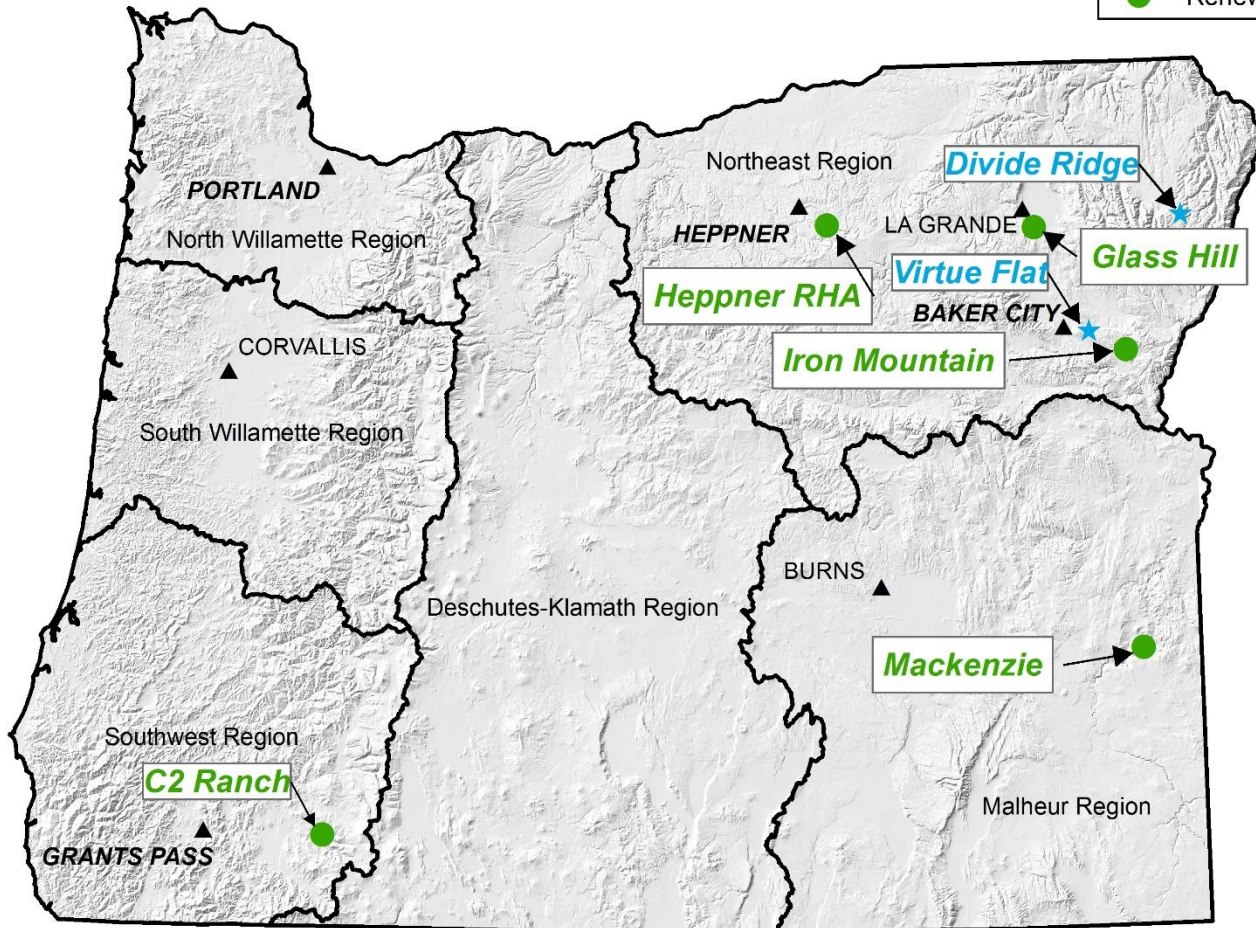 Northeast Region
Divide Ridge
PORTLAND
HEPPNER
LA GRANDE
North Willamette Region
Glass Hill
Virtue Flat
Heppner RHA
BAKER CITY
CORVALLIS
Iron Mountain
South Willamette Region
BURNS
Deschutes-Klamath Region
Mackenzie
Southwest Region
C2 Ranch
Malheur Region
GRANTS PASS